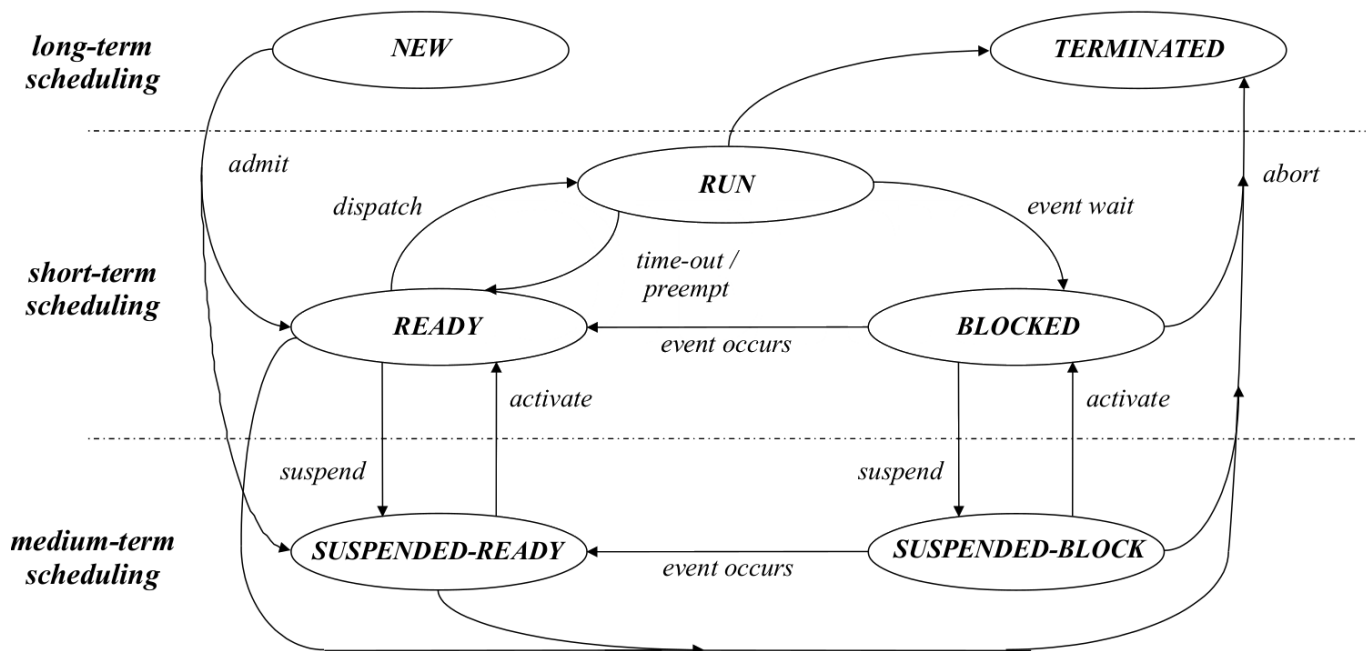 long-term
scheduling
NEW
TERMINATED
admit
RUN
abort
dispatch
event wait
short-term
scheduling
time-out /
preempt
READY
BLOCKED
event occurs
activate
activate
suspend
suspend
medium-term
scheduling
SUSPENDED-READY
SUSPENDED-BLOCK
event occurs